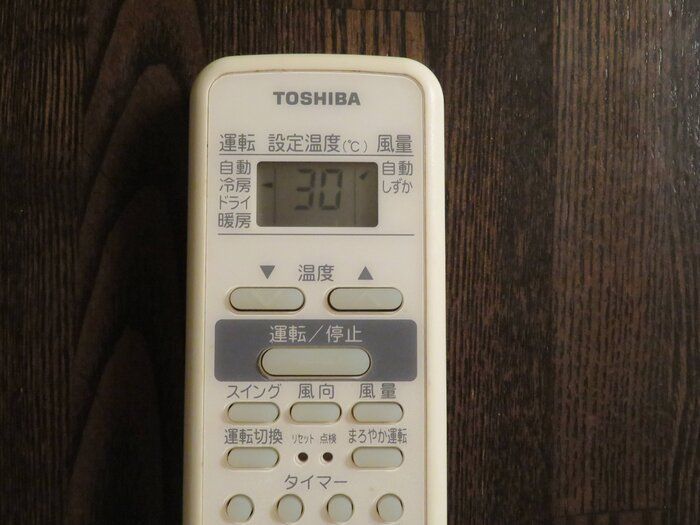 TOSHIBA
運転 設定温度(℃) 風量
自動 30 自動
冷房 しずか
ドライ
暖房
▼ 温度 ▲
運転/停止
スイング 風向 風量
運転切換 リセット 点検 まろやか運転
タイマー